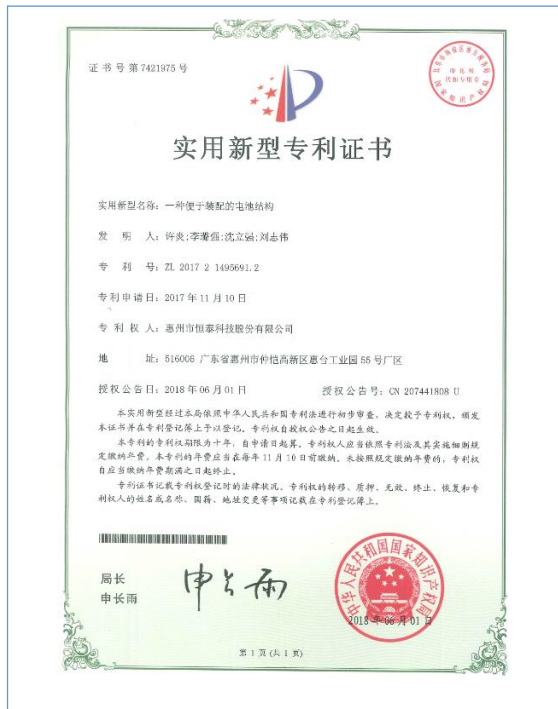 证书号第7421975号
实用新型专利证书
实用新型名称：一种便于装配的电池结构
发 明 人：许炎;李珊强;沈立强;刘志伟
专 利 号：ZL 2017 2 1495691.2
专利申请日：2017年11月10日
专 利 权 人：惠州市恒泰科技股份有限公司
地 址：516006 广东省惠州市仲恺高新区惠台工业园55号厂区
授权公告日：2018年06月01日 授权公告号：CN 207441808 U
本实用新型经过本局依照中华人民共和国专利法进行初步审查，决定授予专利权，颁发
本证书并在专利登记簿上予以登记，专利权自授权公告之日起生效。
本专利的专利权期限为十年，自申请日起算。专利权人应当依照专利法及其实施细则规
定缴纳年费。本专利的年费应当在每年11月10日前缴纳。未按照规定缴纳年费的，专利权
自应当缴纳年费期满之日起终止。
专利证书记载专利权登记时的法律状况。专利权的转移、质押、无效、终止、恢复和专
利权人的姓名或名称、国籍、地址变更等事项记载在专利登记簿上。
局长
申长雨
申长雨
中华人民共和国国家知识产权局
2018年06月01日
第1页(共1页)